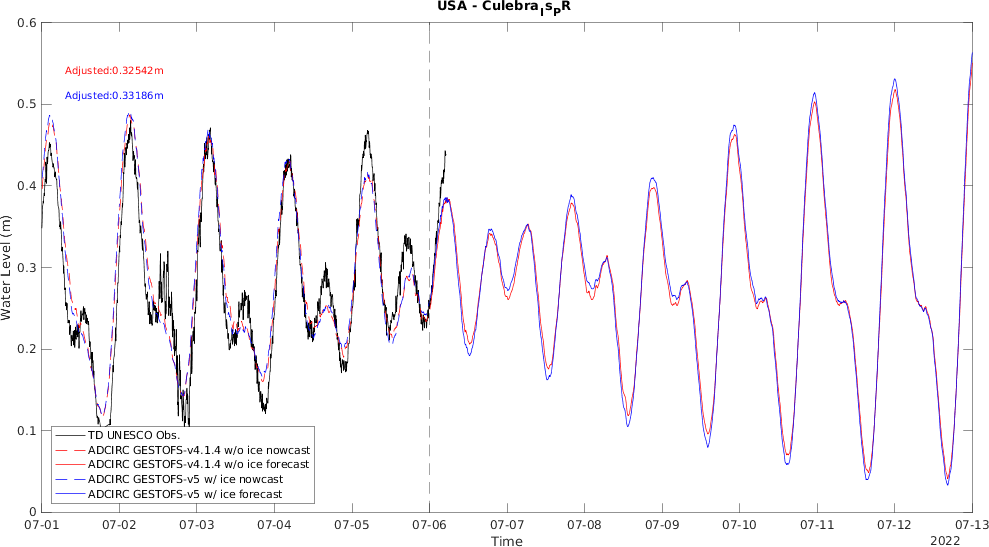 USA - Culebra_Is_PR
0.6
Adjusted:0.32542m
0.5
Adjusted:0.33186m
0.4
0.3
0.2
0.1
0
Water Level (m)
TD UNESCO Obs.
ADCIRC GESTOFS-v4.1.4 w/o ice nowcast
ADCIRC GESTOFS-v4.1.4 w/o ice forecast
ADCIRC GESTOFS-v5 w/ ice nowcast
ADCIRC GESTOFS-v5 w/ ice forecast
07-01 07-02 07-03 07-04 07-05 07-06 07-07 07-08 07-09 07-10 07-11 07-12 07-13
Time
2022